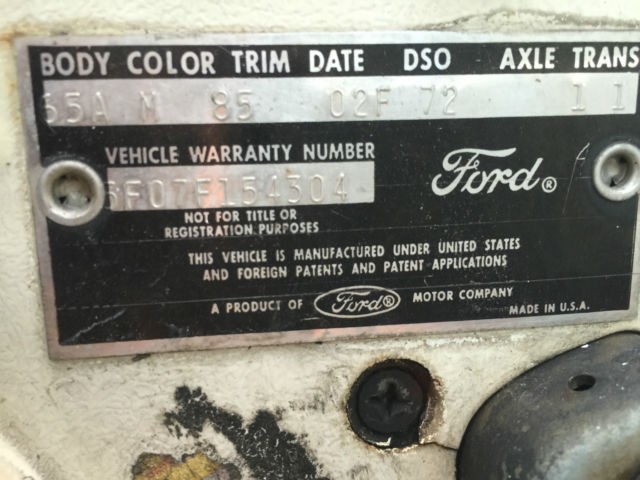 BODY COLOR TRIM DATE DSO AXLE TRANS
65A M 85 02F 72 1 1
VEHICLE WARRANTY NUMBER
6F07F154304
Ford®
NOT FOR TITLE OR
REGISTRATION PURPOSES
THIS VEHICLE IS MANUFACTURED UNDER UNITED STATES
AND FOREIGN PATENTS AND PATENT APPLICATIONS
A PRODUCT OF Ford® MOTOR COMPANY
MADE IN U.S.A.